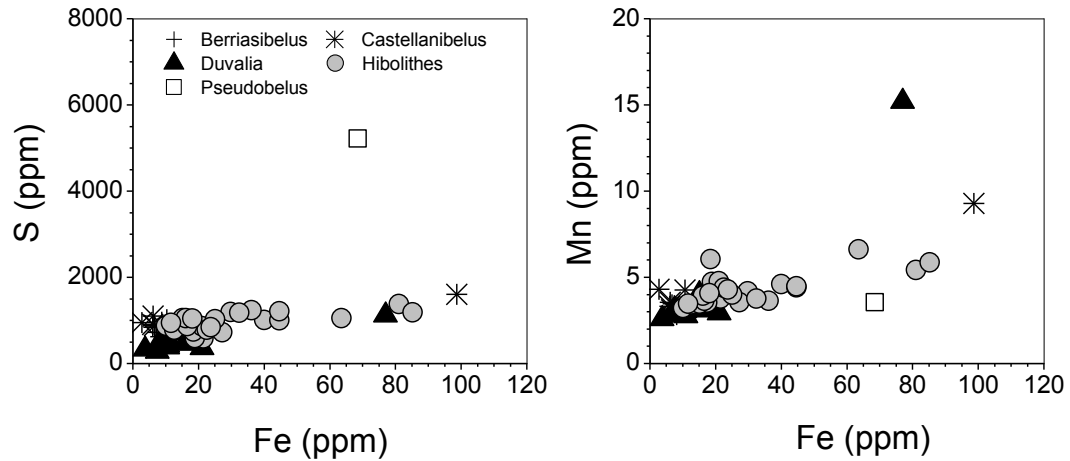 8000
6000
4000
2000
0
S (ppm)
Berriasibelus
Castellanibelus
Duvalia
Hibolithes
Pseudobelus
0 20 40 60 80 100 120
Fe (ppm)
20
15
10
5
0
Mn (ppm)
0 20 40 60 80 100 120
Fe (ppm)